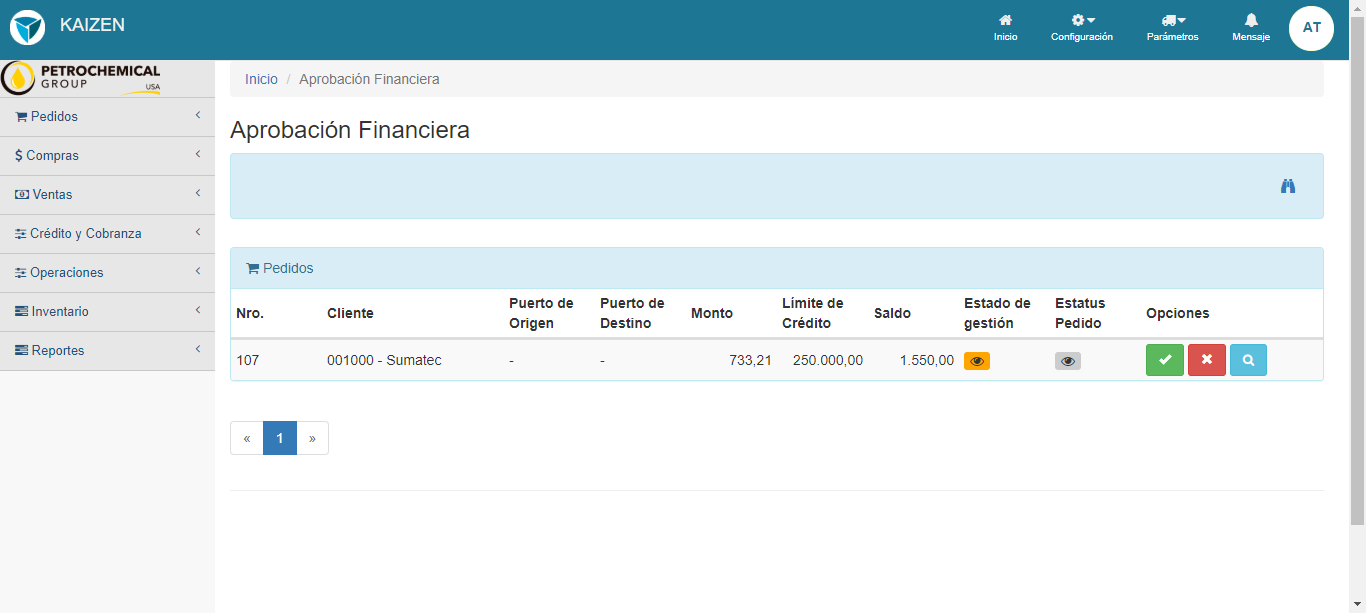 KAIZEN
Inicio
Configuración
Parámetros
Mensaje
AT
PETROCHEMICAL
GROUP
USA
Inicio / Aprobación Financiera
Pedidos
Compras
Ventas
Crédito y Cobranza
Operaciones
Inventario
Reportes
Aprobación Financiera
Pedidos
Nro. Cliente Puerto de Origen Puerto de Destino Monto Límite de Crédito Saldo Estado de gestión Estatus Pedido Opciones
107 001000 - Sumatec - - 733,21 250.000,00 1.550,00
« 1 »